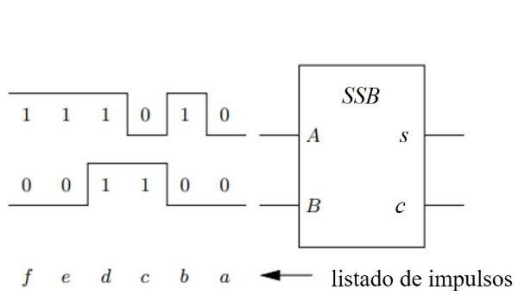 SSB
1 1 1 0 1 0
A s
0 0 1 1 0 0
B c
f e d c b a listado de impulsos